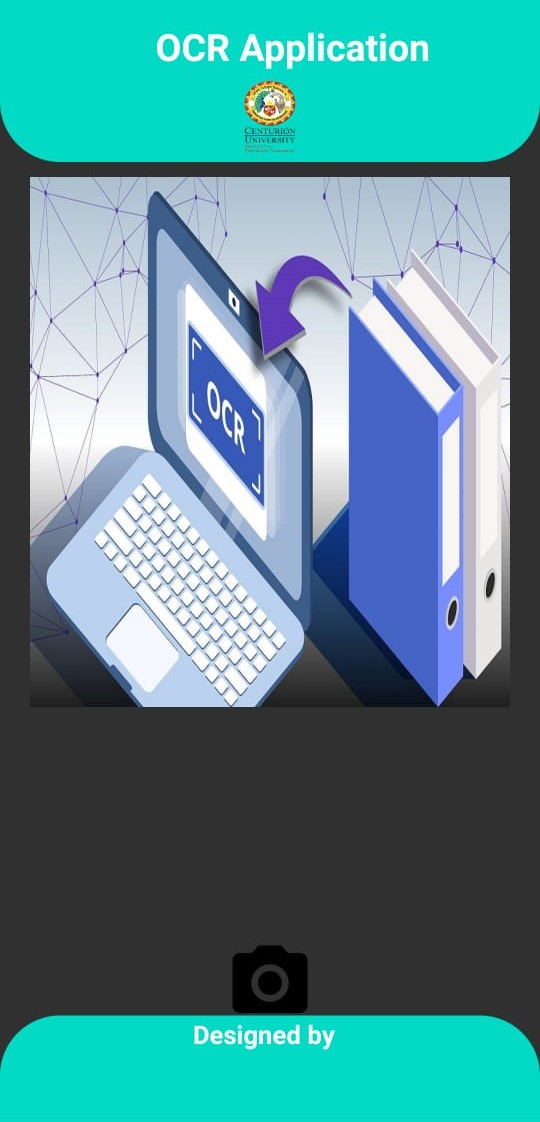 OCR Application
CENTURION
UNIVERSITY
OCR
Designed by